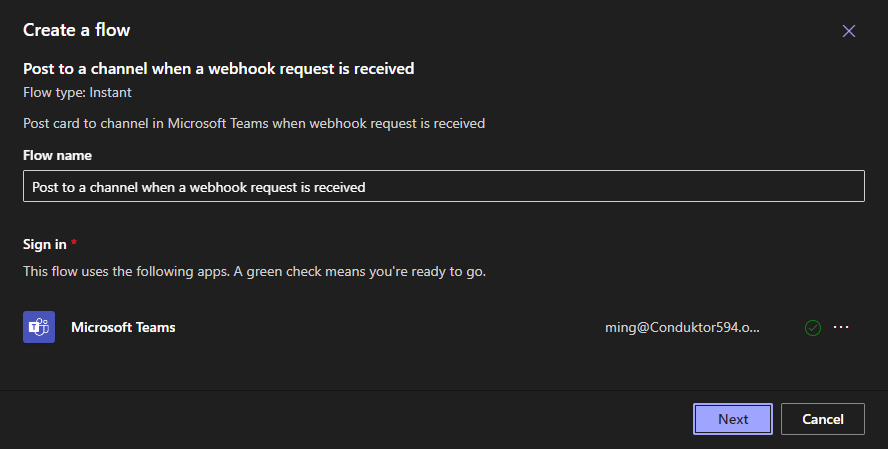 Create a flow
Post to a channel when a webhook request is received
Flow type: Instant
Post card to channel in Microsoft Teams when webhook request is received
Flow name
Post to a channel when a webhook request is received
Sign in *
This flow uses the following apps. A green check means you're ready to go.
Microsoft Teams ming@Conduktor594.o...
Next Cancel